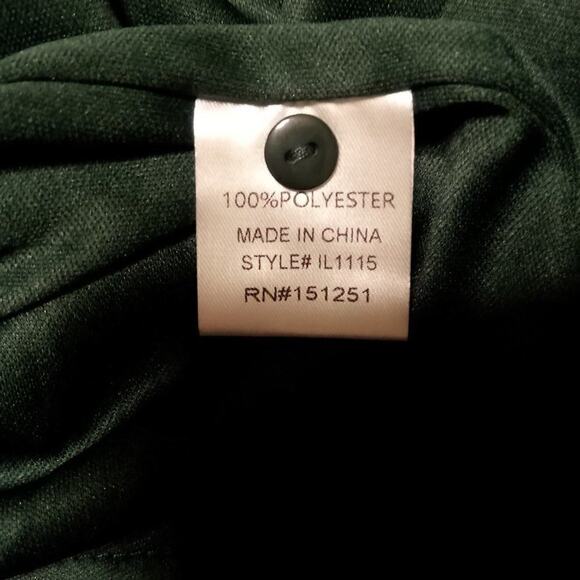 100%POLYESTER
MADE IN CHINA
STYLE# IL1115
RN#151251